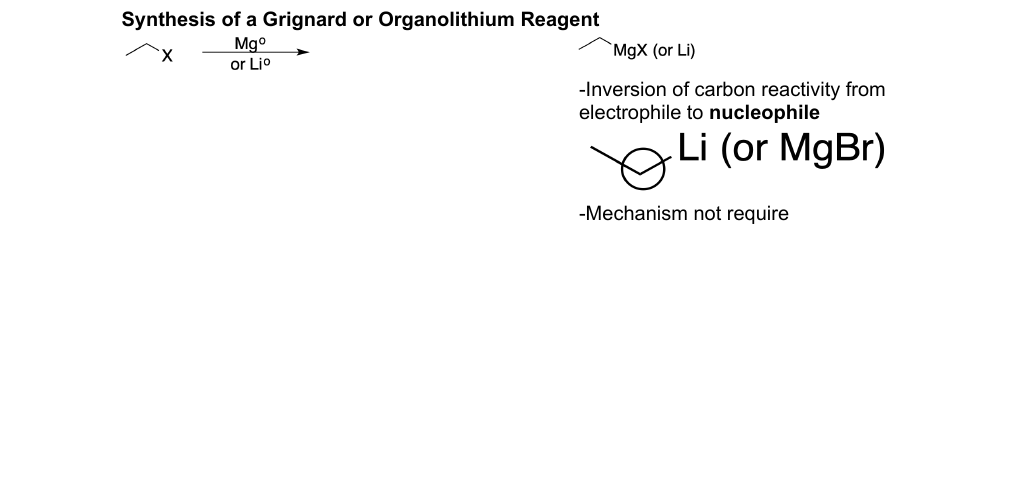 Synthesis of a Grignard or Organolithium Reagent
X
Mgº
or Liº
MgX (or Li)
-Inversion of carbon reactivity from
electrophile to nucleophile
Li (or MgBr)
-Mechanism not require